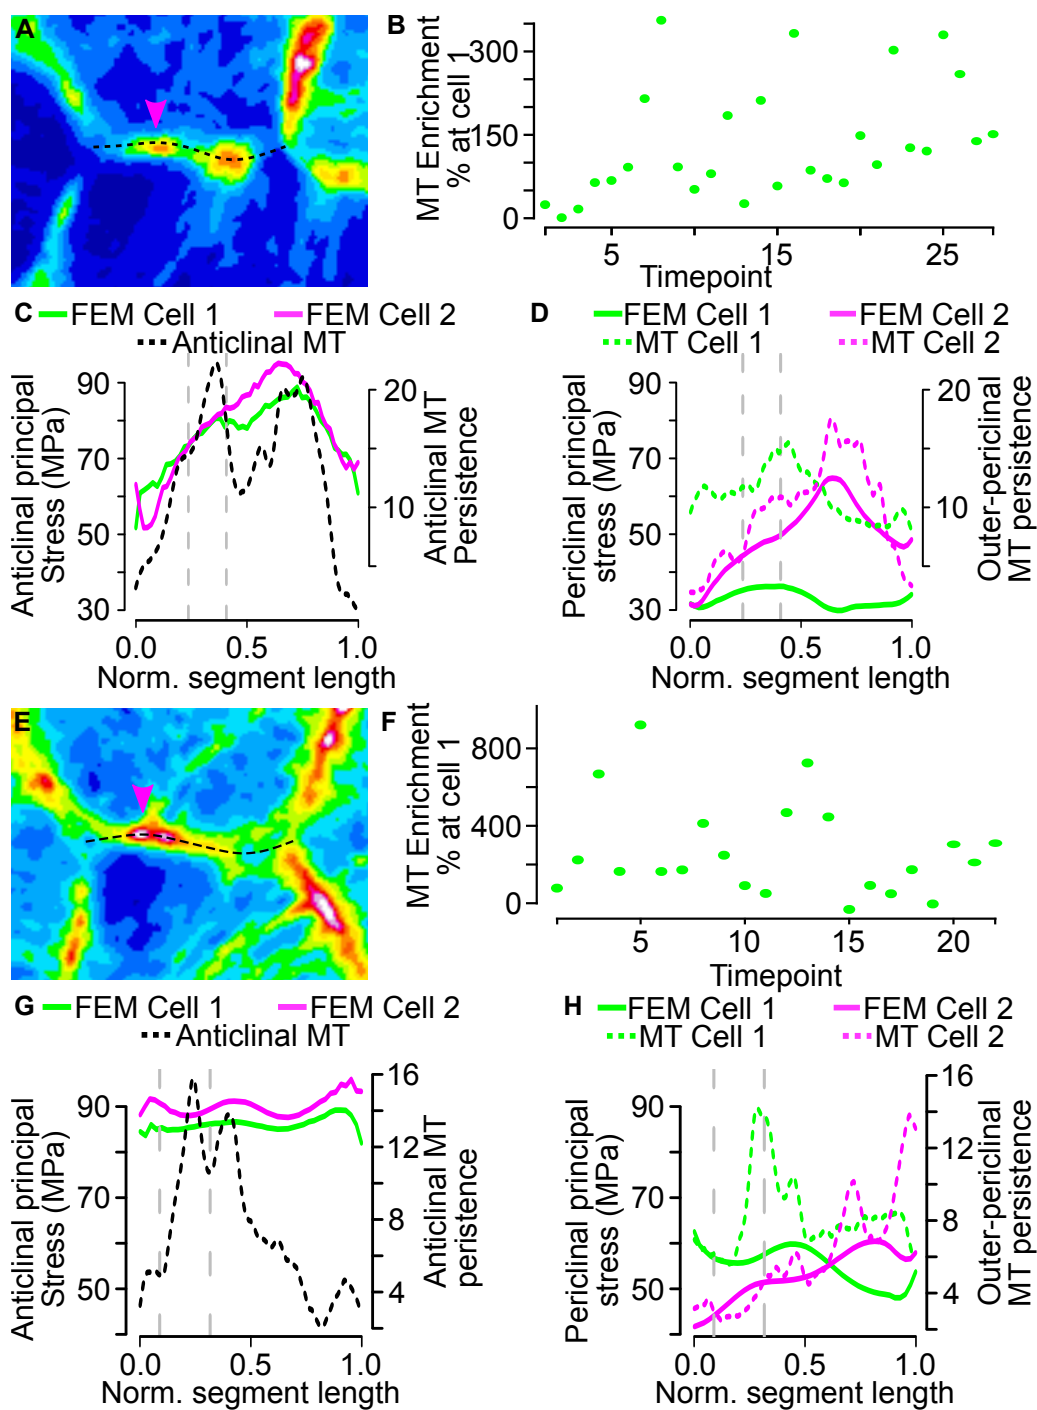 A
B
MT Enrichment
% at cell 1
300
150
0
5
15
25
Timepoint
C
FEM Cell 1
FEM Cell 2
Anticlinal MT
Anticlinal principal
Stress (MPa)
90
70
50
30
20
10
Anticlinal MT
Persistence
0.0
0.5
1.0
Norm. segment length
D
FEM Cell 1
FEM Cell 2
MT Cell 1
MT Cell 2
Periclinal principal
stress (MPa)
90
70
50
30
20
10
Outer-periclinal
MT persistence
0.0
0.5
1.0
Norm. segment length
E
F
MT Enrichment
% at cell 1
800
400
0
5
10
15
20
Timepoint
G
FEM Cell 1
FEM Cell 2
Anticlinal MT
Anticlinal principal
Stress (MPa)
90
70
50
16
12
8
4
Anticlinal MT
peristence
0.0
0.5
1.0
Norm. segment length
H
FEM Cell 1
FEM Cell 2
MT Cell 1
MT Cell 2
Periclinal principal
stress (MPa)
90
70
50
16
12
8
4
Outer-periclinal
MT persistence
0.0
0.5
1.0
Norm. segment length